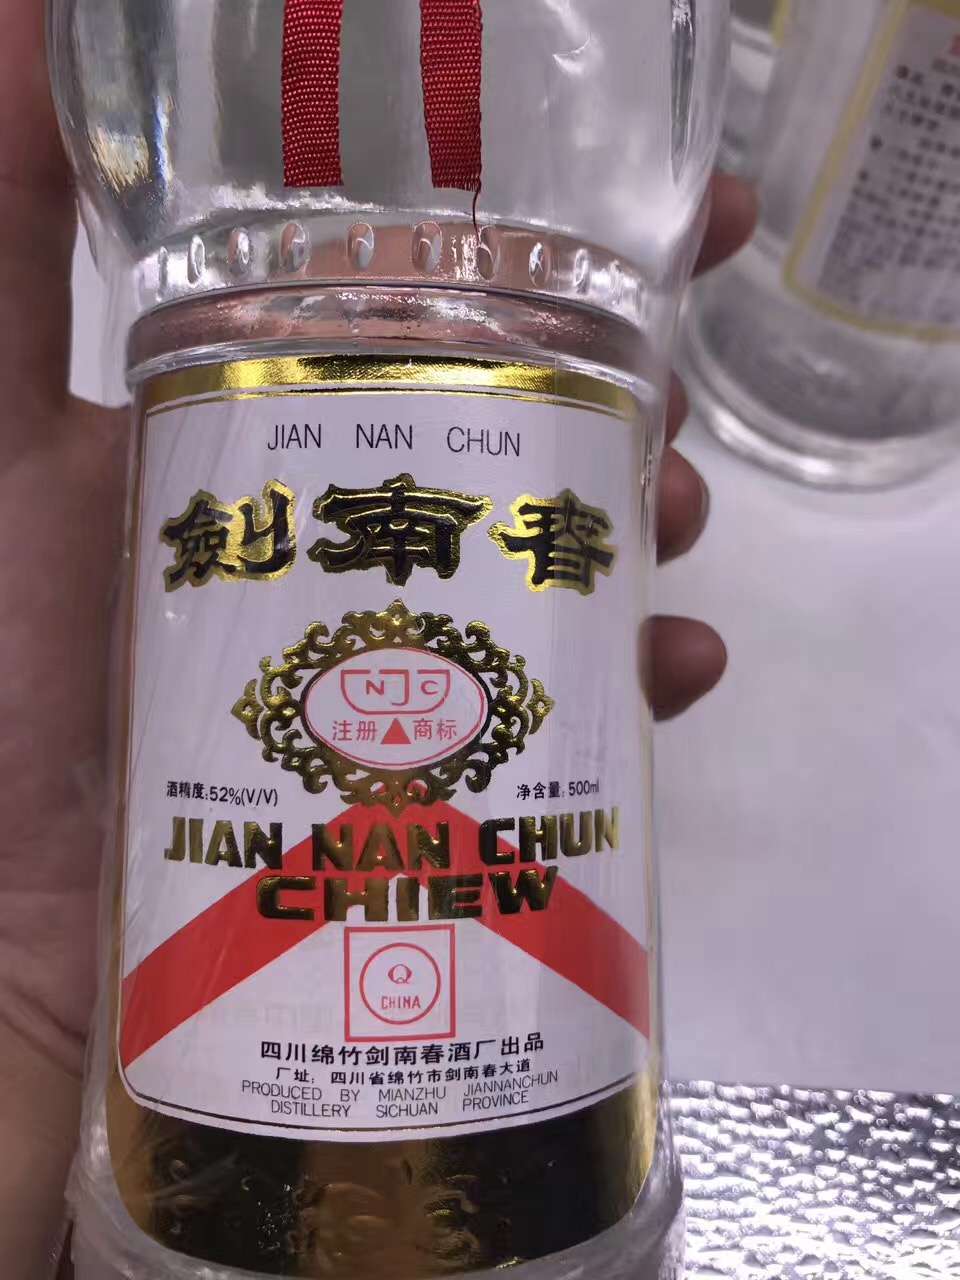 JIAN NAN CHUN
劍南春
NJC
注册 商标
酒精度:52%(V/V)
净含量:500ml
JIAN NAN CHUN
CHIEW
Q
CHINA
四川绵竹剑南春酒厂出品
厂址:四川省绵竹市剑南春大道
PRODUCED BY MIANZHU JIANNANCHUN
DISTILLERY SICHUAN PROVINCE